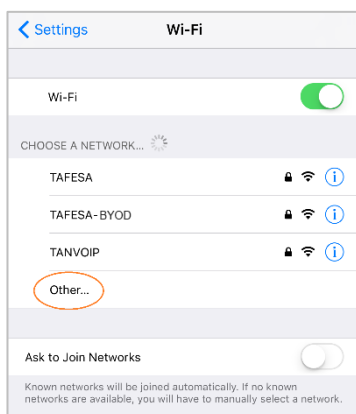 Settings
Wi-Fi
Wi-Fi
CHOOSE A NETWORK...
TAFESA
TAFESA-BYOD
TANVOIP
Other...
Ask to Join Networks
Known networks will be joined automatically. If no known
networks are available, you will have to manually select a network.